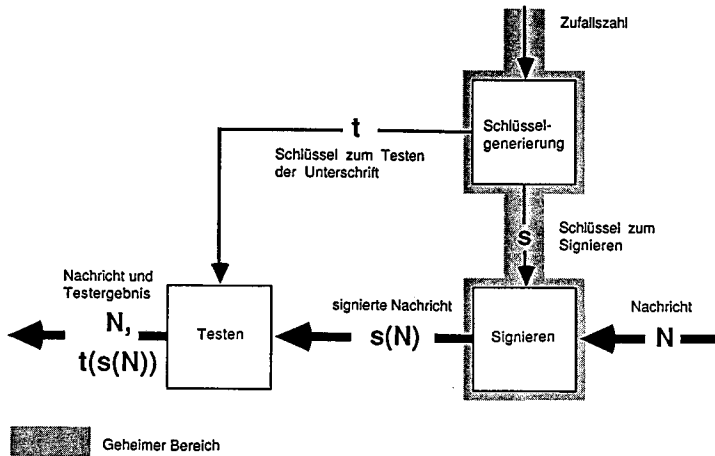 Zufallszahl
Schlüssel-
generierung
t
Schlüssel zum Testen
der Unterschrift
s
Schlüssel zum
Signieren
Nachricht und
Testergebnis
N,
t(s(N))
Testen
signierte Nachricht
s(N)
Signieren
Nachricht
N
Geheimer Bereich